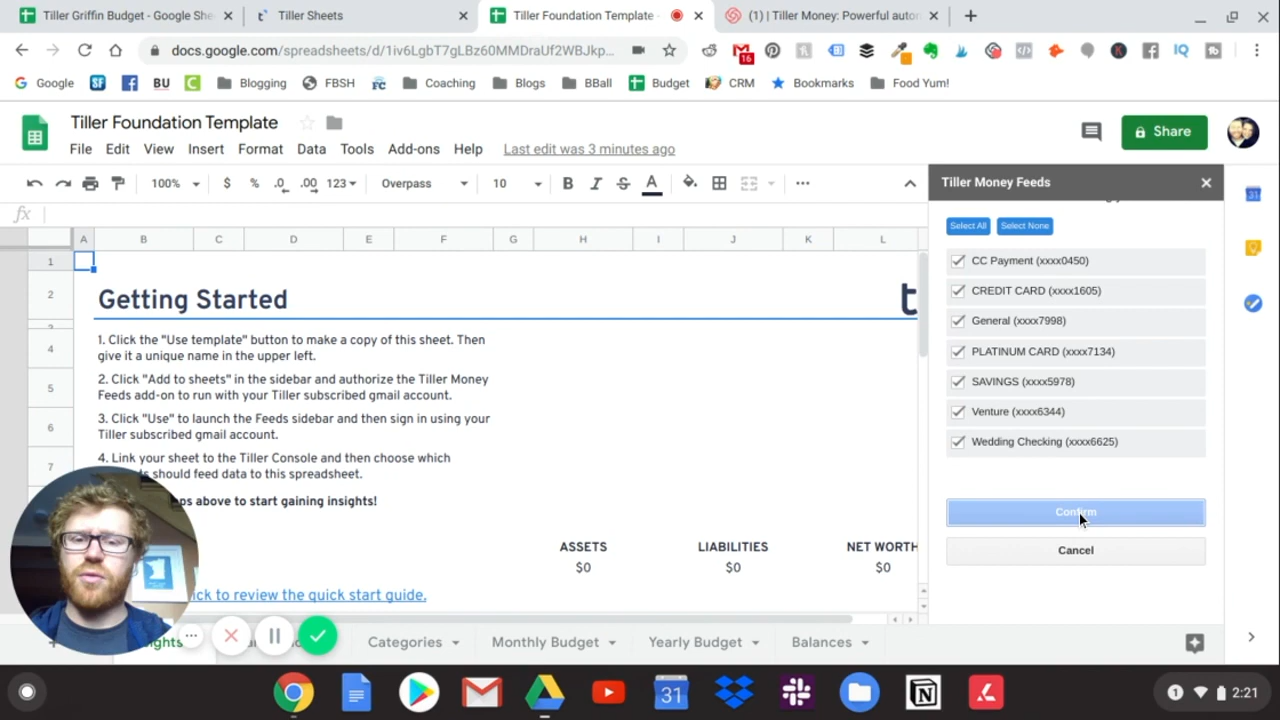 Tiller Griffin Budget - Google She
Tiller Sheets
Tiller Foundation Template -
(1) | Tiller Money: Powerful autor
docs.google.com/spreadsheets/d/1iv6LgbT7gLBz60MMDraUf2WBJkp...
16
Google
SF
BU
FBSH
FC
Coaching
Blogging
Blogs
BBall
Budget
CRM
Bookmarks
Food Yum!
IQ
Tiller Foundation Template
File Edit View Insert Format Data Tools Add-ons Help Last edit was 3 minutes ago
Share
100% $ % .0 .00 123 Overpass 10 B I S A
fx
A B C D E F G H I J K L
1
2
4
5
6
7
Getting Started
t
1. Click the "Use template" button to make a copy of this sheet. Then
give it a unique name in the upper left.
2. Click "Add to sheets" in the sidebar and authorize the Tiller Money
Feeds add-on to run with your Tiller subscribed gmail account.
3. Click "Use" to launch the Feeds sidebar and then sign in using your
Tiller subscribed gmail account.
4. Link your sheet to the Tiller Console and then choose which
should feed data to this spreadsheet.
ps above to start gaining insights!
ASSETS LIABILITIES NET WORTH
$0 $0 $0
ick to review the quick start guide.
Categories Monthly Budget Yearly Budget Balances
Tiller Money Feeds
Select All Select None
CC Payment (xxxx0450)
CREDIT CARD (xxxx1605)
General (xxxx7998)
PLATINUM CARD (xxxx7134)
SAVINGS (xxxx5978)
Venture (xxxx6344)
Wedding Checking (xxxx6625)
Confirm
Cancel
31
31
1 2:21